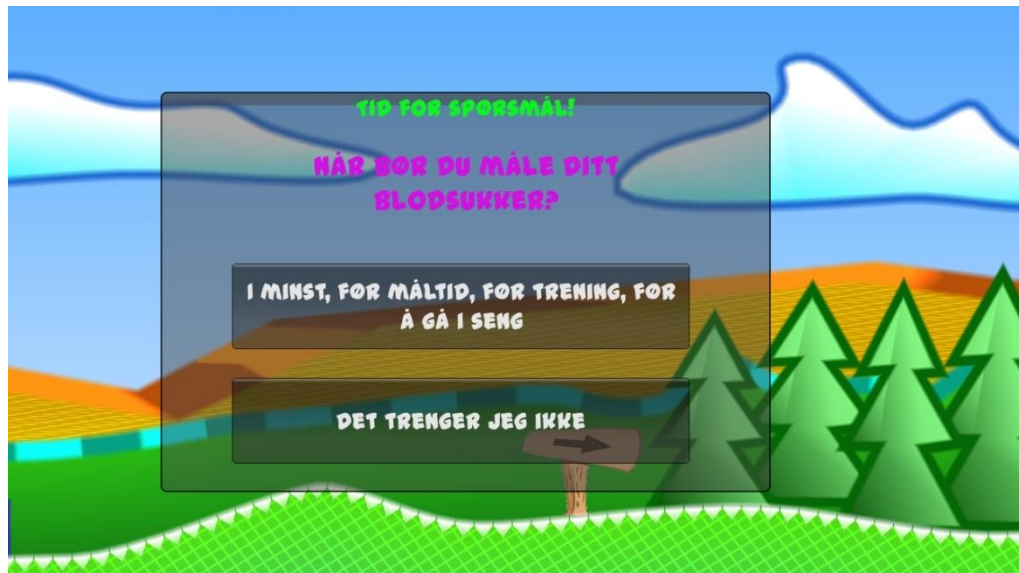 TID FOR SPØRSMÅL!
NÅR BØR DU MÅLE DITT
BLODSUKKER?
I MINST, FØR MÅLTID, FØR TRENING, FØR
Å GÅ I SENG
DET TRENGER JEG IKKE